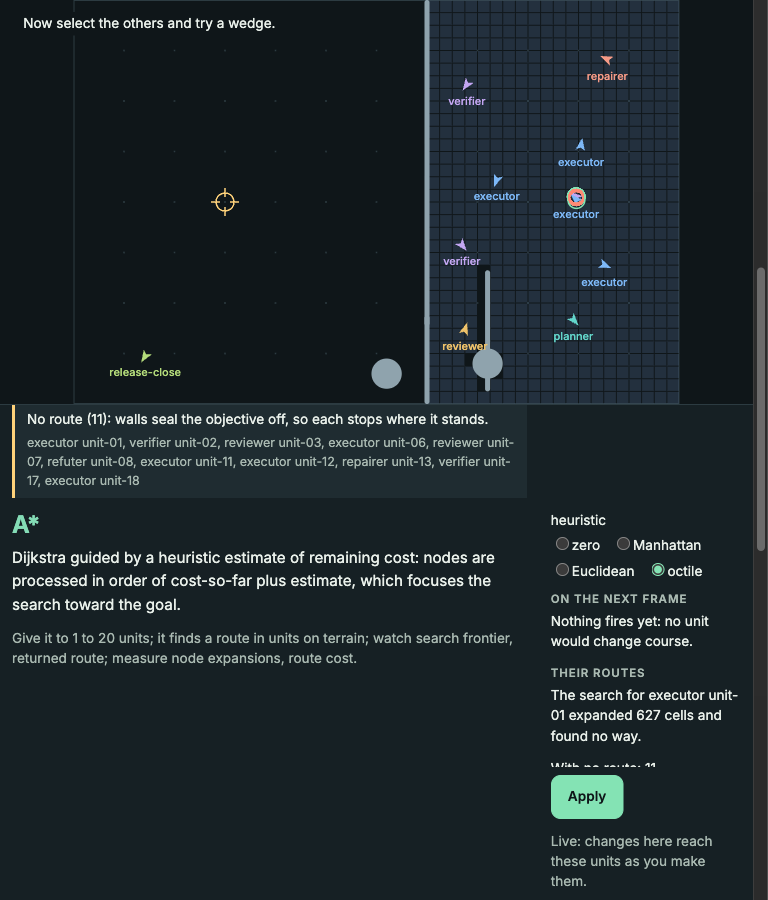 Now select the others and try a wedge.
repairer
verifier
executor
executor
executor
verifier
executor
planner
reviewer
release-close
No route (11): walls seal the objective off, so each stops where it stands.
executor unit-01, verifier unit-02, reviewer unit-03, executor unit-06, reviewer unit-
07, refuter unit-08, executor unit-11, executor unit-12, repairer unit-13, verifier unit-
17, executor unit-18
A*
Dijkstra guided by a heuristic estimate of remaining cost: nodes are
processed in order of cost-so-far plus estimate, which focuses the
search toward the goal.
Give it to 1 to 20 units; it finds a route in units on terrain; watch search frontier,
returned route; measure node expansions, route cost.
heuristic
zero Manhattan
Euclidean octile
ON THE NEXT FRAME
Nothing fires yet: no unit
would change course.
THEIR ROUTES
The search for executor unit-
01 expanded 627 cells and
found no way.
With no route: 11
Apply
Live: changes here reach
these units as you make
them.